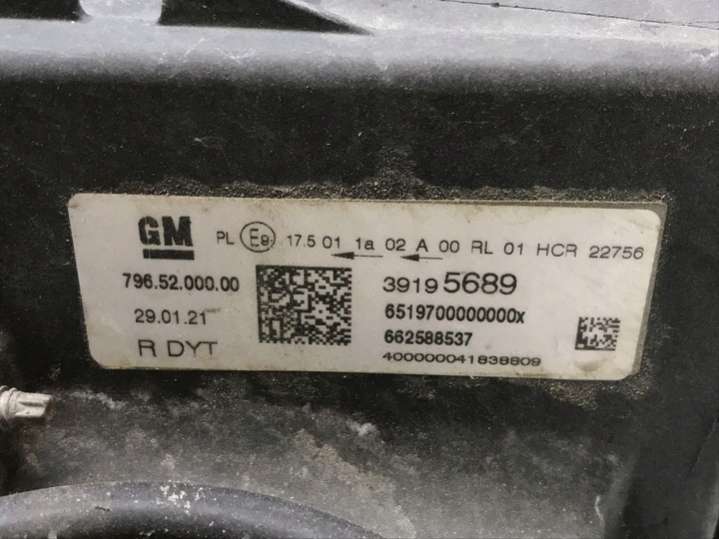 GM PL E9 17.5 01 1a 02 A 00 RL 01 HCR 22756
796.52.000.00
39195689
29.01.21
6519700000000x
662588537
R DYT
400000041838809